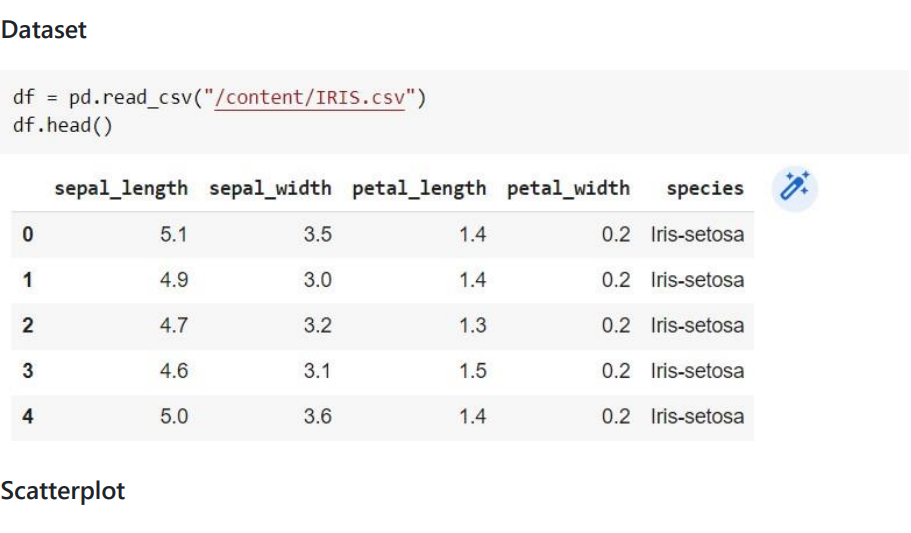 Dataset
df = pd.read_csv("/content/IRIS.csv")
df.head()
sepal_length sepal_width petal_length petal_width species
0 5.1 3.5 1.4 0.2 Iris-setosa
1 4.9 3.0 1.4 0.2 Iris-setosa
2 4.7 3.2 1.3 0.2 Iris-setosa
3 4.6 3.1 1.5 0.2 Iris-setosa
4 5.0 3.6 1.4 0.2 Iris-setosa
Scatterplot